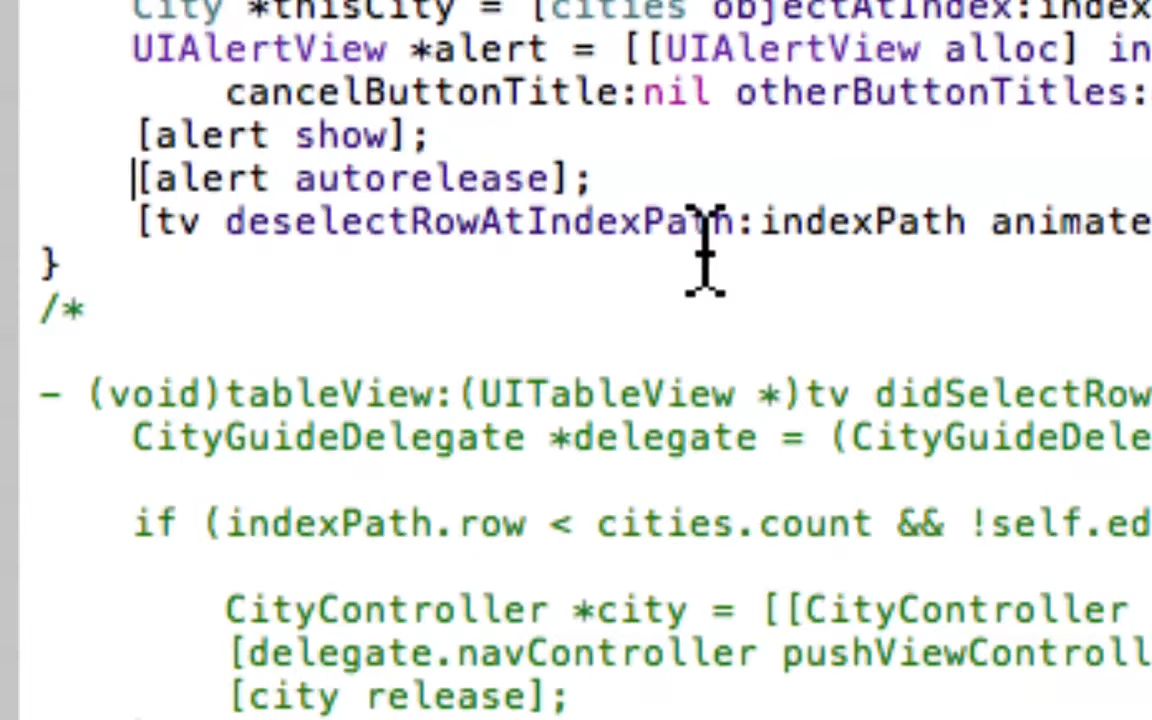 City *thisCity = [cities objectAtIndex:index
UIAlertView *alert = [[UIAlertView alloc] in
cancelButtonTitle:nil otherButtonTitles:
[alert show];
[alert autorelease];
[tv deselectRowAtIndexPath:indexPath animate
}
/*
- (void)tableView:(UITableView *)tv didSelectRow
CityGuideDelegate *delegate = (CityGuideDele
if (indexPath.row < cities.count && !self.ed
CityController *city = [[CityController
[delegate.navController pushViewControll
[city release];